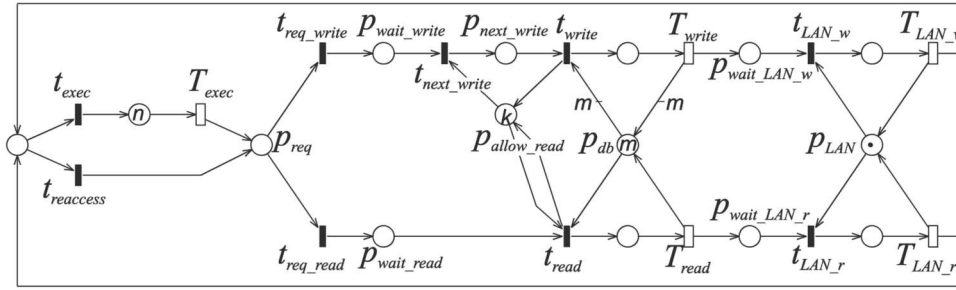 t_req_write p_wait_write p_next_write t_write T_write t_LAN_w T_LAN_w
t_next_write p_wait_LAN_w
t_exec n T_exec
m m
k
p_req p_allow_read p_db m p_LAN
t_reaccess
p_wait_LAN_r
t_req_read p_wait_read t_read T_read t_LAN_r T_LAN_r